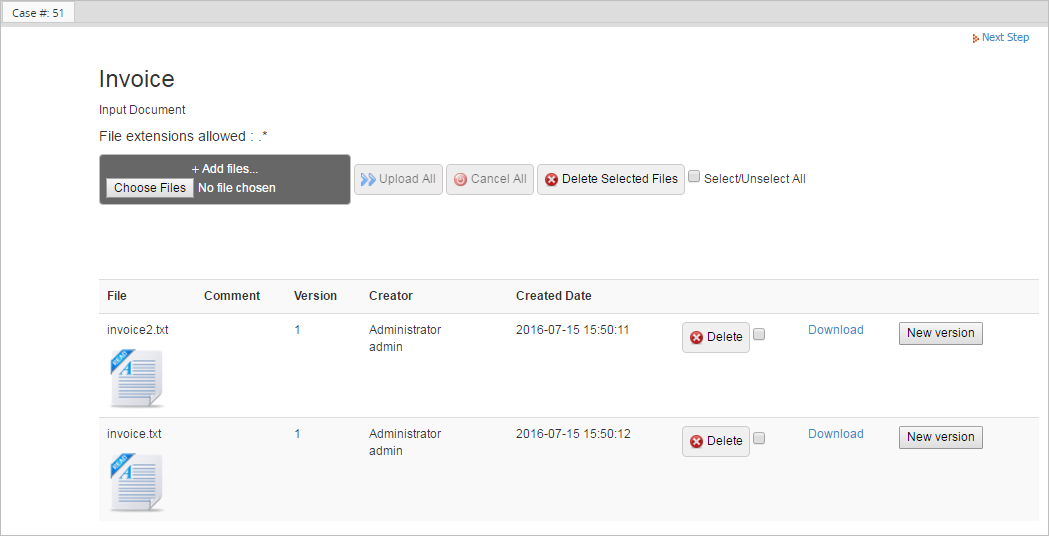 Case #: 51
Next Step
Invoice
Input Document
File extensions allowed : .*
+ Add files...
Choose Files No file chosen
Upload All Cancel All Delete Selected Files Select/Unselect All
File Comment Version Creator Created Date
invoice2.txt 1 Administrator 2016-07-15 15:50:11 Delete Download New version
admin
READ
A
invoice.txt 1 Administrator 2016-07-15 15:50:12 Delete Download New version
admin
READ
A